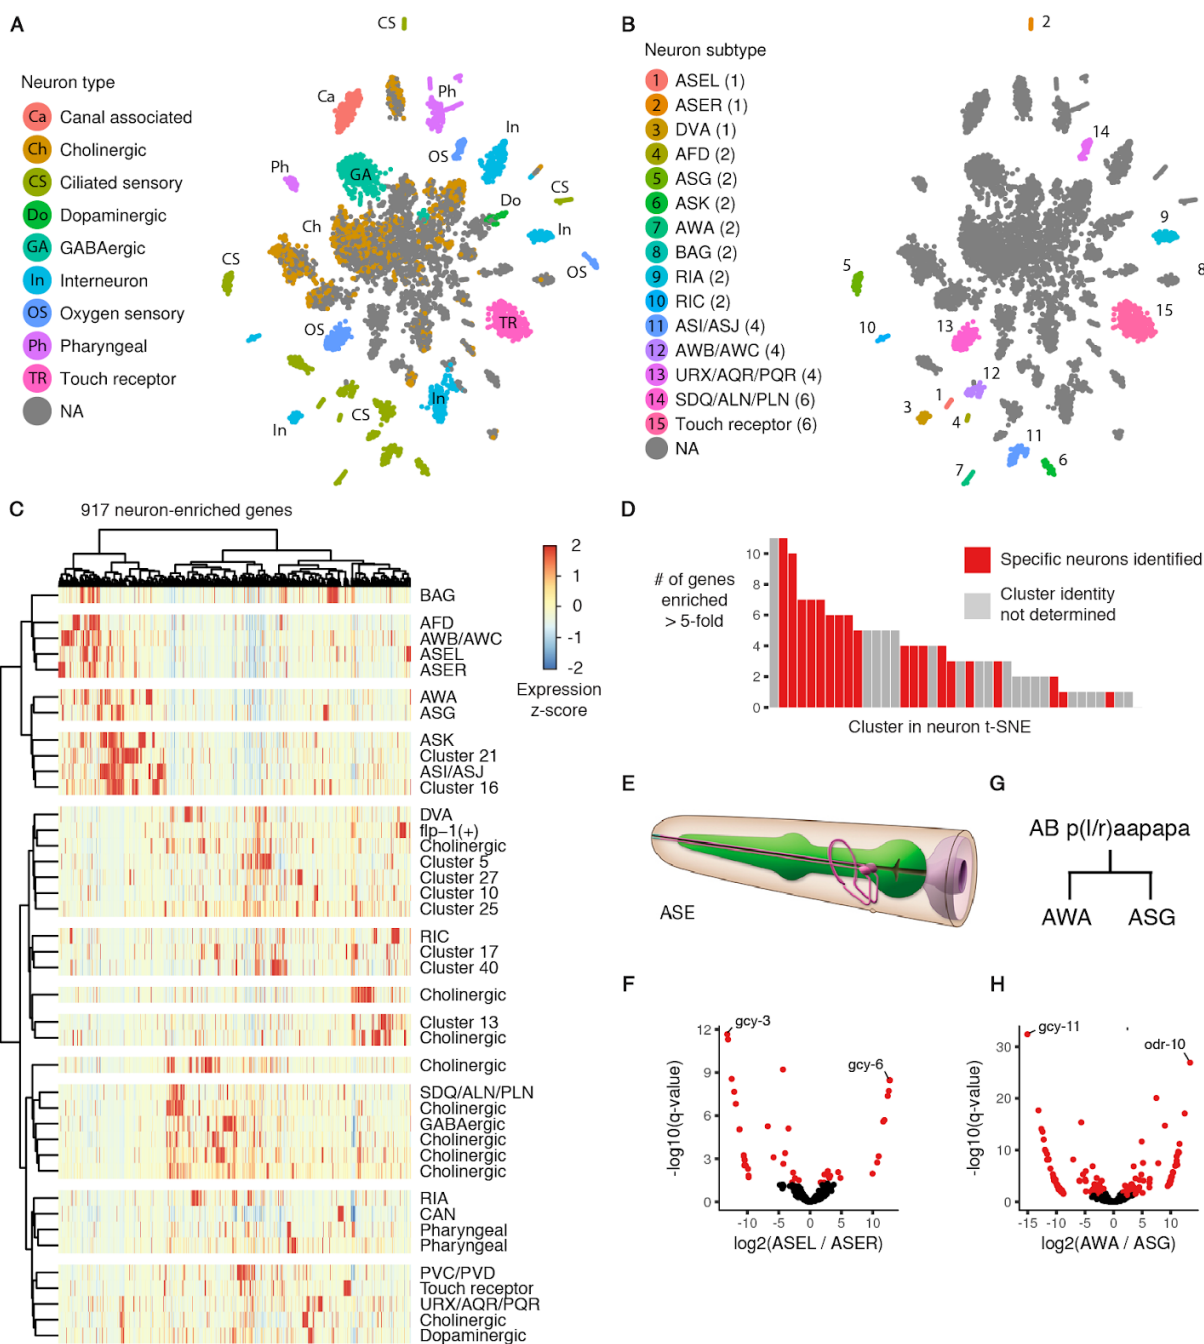 A
CS
Neuron type
Ca Canal associated
Ch Cholinergic
CS Ciliated sensory
Do Dopaminergic
GA GABAergic
In Interneuron
OS Oxygen sensory
Ph Pharyngeal
TR Touch receptor
NA
Ca
Ph
In
OS
Ph
GA
CS
Do
Ch
In
CS
OS
OS
TR
In
CS
In
B
2
Neuron subtype
1 ASEL (1)
2 ASER (1)
3 DVA (1)
4 AFD (2)
5 ASG (2)
6 ASK (2)
7 AWA (2)
8 BAG (2)
9 RIA (2)
10 RIC (2)
11 ASI/ASJ (4)
12 AWB/AWC (4)
13 URX/AQR/PQR (4)
14 SDQ/ALN/PLN (6)
15 Touch receptor (6)
NA
14
9
5
8
15
10
13
12
1
3
4
11
6
7
C
917 neuron-enriched genes
2
1
0
-1
-2
Expression
z-score
BAG
AFD
AWB/AWC
ASEL
ASER
AWA
ASG
ASK
Cluster 21
ASI/ASJ
Cluster 16
DVA
flp-1(+)
Cholinergic
Cluster 5
Cluster 27
Cluster 10
Cluster 25
RIC
Cluster 17
Cluster 40
Cholinergic
Cluster 13
Cholinergic
Cholinergic
SDQ/ALN/PLN
Cholinergic
GABAergic
Cholinergic
Cholinergic
Cholinergic
RIA
CAN
Pharyngeal
Pharyngeal
PVC/PVD
Touch receptor
URX/AQR/PQR
Cholinergic
Dopaminergic
D
# of genes
enriched
> 5-fold
10
8
6
4
2
0
Specific neurons identified
Cluster identity
not determined
Cluster in neuron t-SNE
E
ASE
G
AB p(l/r)aapapa
AWA ASG
F
12
9
6
3
0
-log10(q-value)
gcy-3
gcy-6
-10 -5 0 5 10
log2(ASEL / ASER)
H
30
20
10
0
-log10(q-value)
gcy-11
odr-10
-15 -10 -5 0 5 10
log2(AWA / ASG)